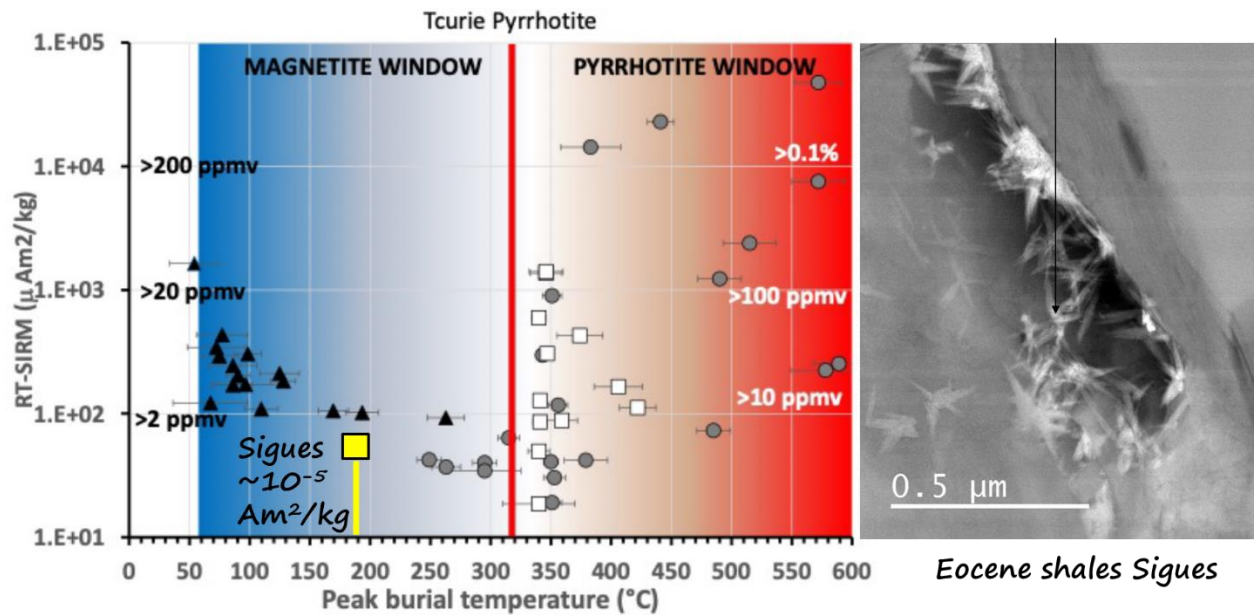 Tcurie Pyrrhotite
1.E+05
1.E+04
1.E+03
1.E+02
1.E+01
RT-SIRM (μ Am2/kg)
MAGNETITE WINDOW
PYRRHOTITE WINDOW
>200 ppmv
>0.1%
>20 ppmv
>100 ppmv
>2 ppmv
>10 ppmv
Sigues
~10⁻⁵
Am²/kg
0 50 100 150 200 250 300 350 400 450 500 550 600
Peak burial temperature (°C)
0.5 μm
Eocene shales Sigues